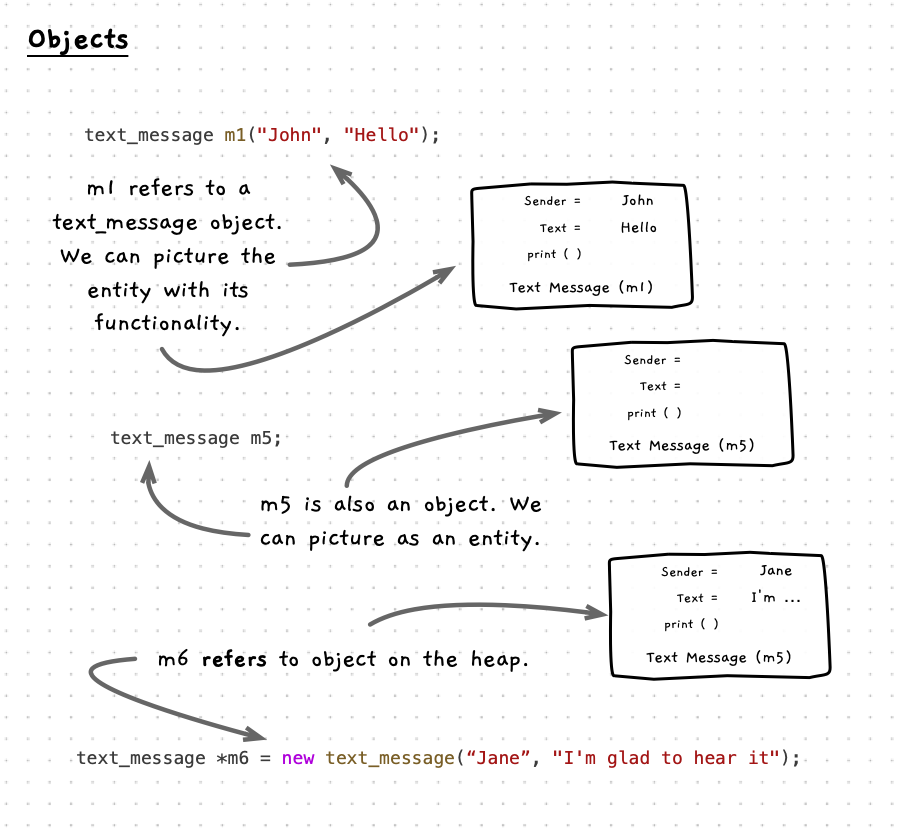 Objects
text_message m1("John", "Hello");
m1 refers to a
text_message object.
We can picture the
entity with its
functionality.
Sender = John
Text = Hello
print ( )
Text Message (m1)
Sender =
Text =
print ( )
Text Message (m5)
text_message m5;
m5 is also an object. We
can picture as an entity.
Sender = Jane
Text = I'm ...
print ( )
Text Message (m5)
m6 refers to object on the heap.
text_message *m6 = new text_message(“Jane”, "I'm glad to hear it");